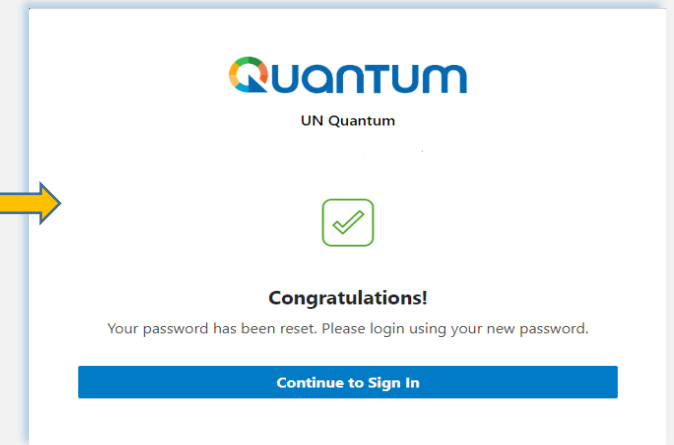 QUANTUM
UN Quantum
Congratulations!
Your password has been reset. Please login using your new password.
Continue to Sign In